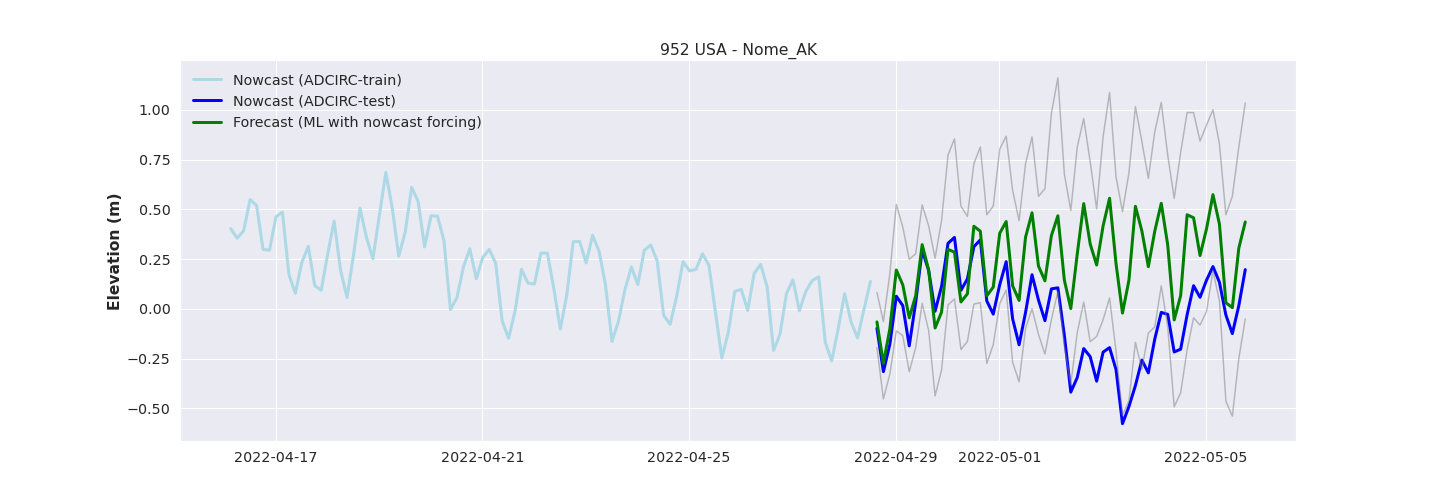 952 USA - Nome_AK
Nowcast (ADCIRC-train)
Nowcast (ADCIRC-test)
Forecast (ML with nowcast forcing)
Elevation (m)
1.00
0.75
0.50
0.25
0.00
−0.25
−0.50
2022-04-17 2022-04-21 2022-04-25 2022-04-29 2022-05-01 2022-05-05